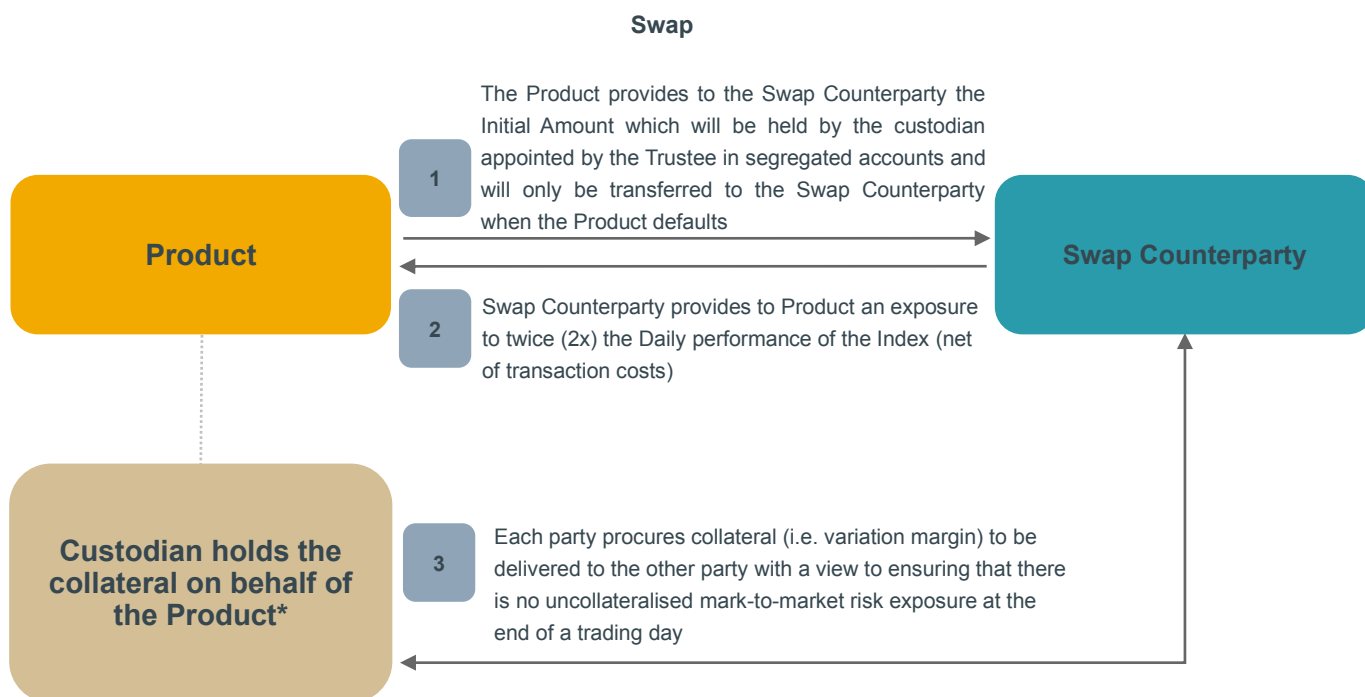 Swap
The Product provides to the Swap Counterparty the
Initial Amount which will be held by the custodian
appointed by the Trustee in segregated accounts and
will only be transferred to the Swap Counterparty
when the Product defaults
1
Product
Swap Counterparty
2
Swap Counterparty provides to Product an exposure
to twice (2x) the Daily performance of the Index (net
of transaction costs)
Custodian holds the
collateral on behalf of
the Product*
3
Each party procures collateral (i.e. variation margin) to be
delivered to the other party with a view to ensuring that there
is no uncollateralised mark-to-market risk exposure at the
end of a trading day